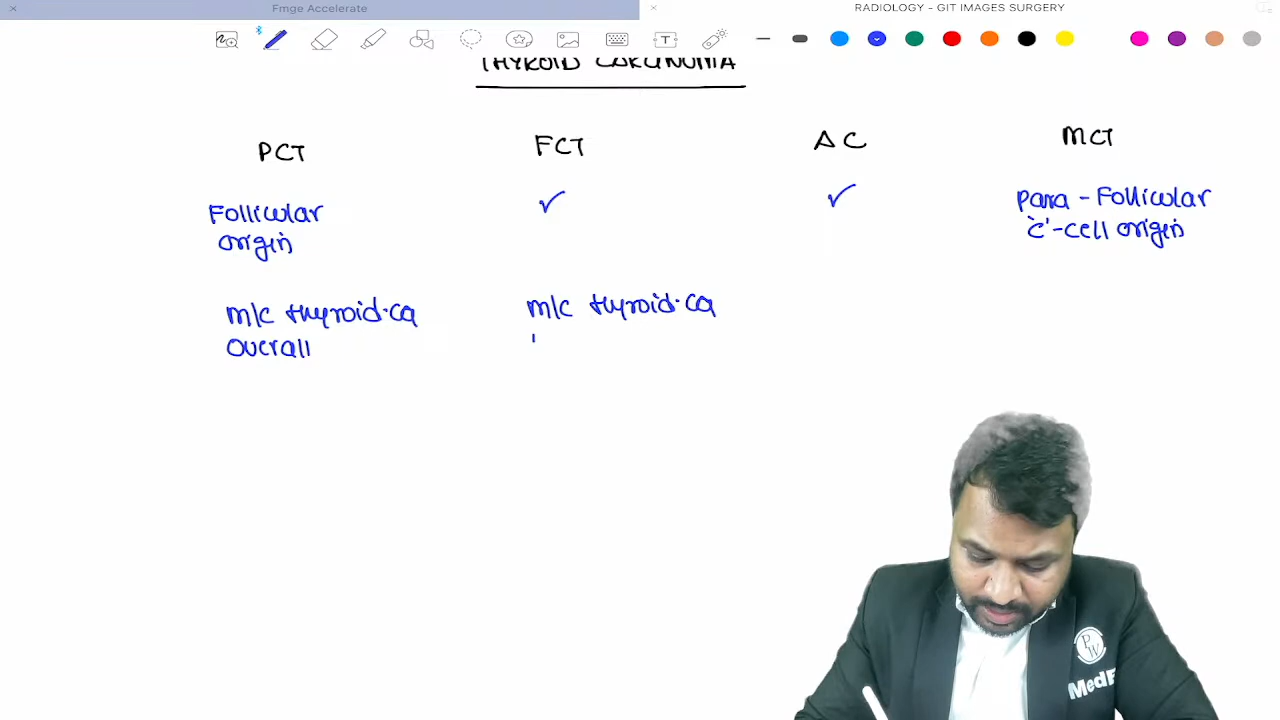 Fmge Accelerate
RADIOLOGY - GIT IMAGES SURGERY
THYROID CARCINOMA
PCT
FCT
AC
MCT
Follicular
origin
✓
✓
para-Follicular
'c'-cell origin
m/c thyroid.ca
overall
m/c thyroid.ca
PW